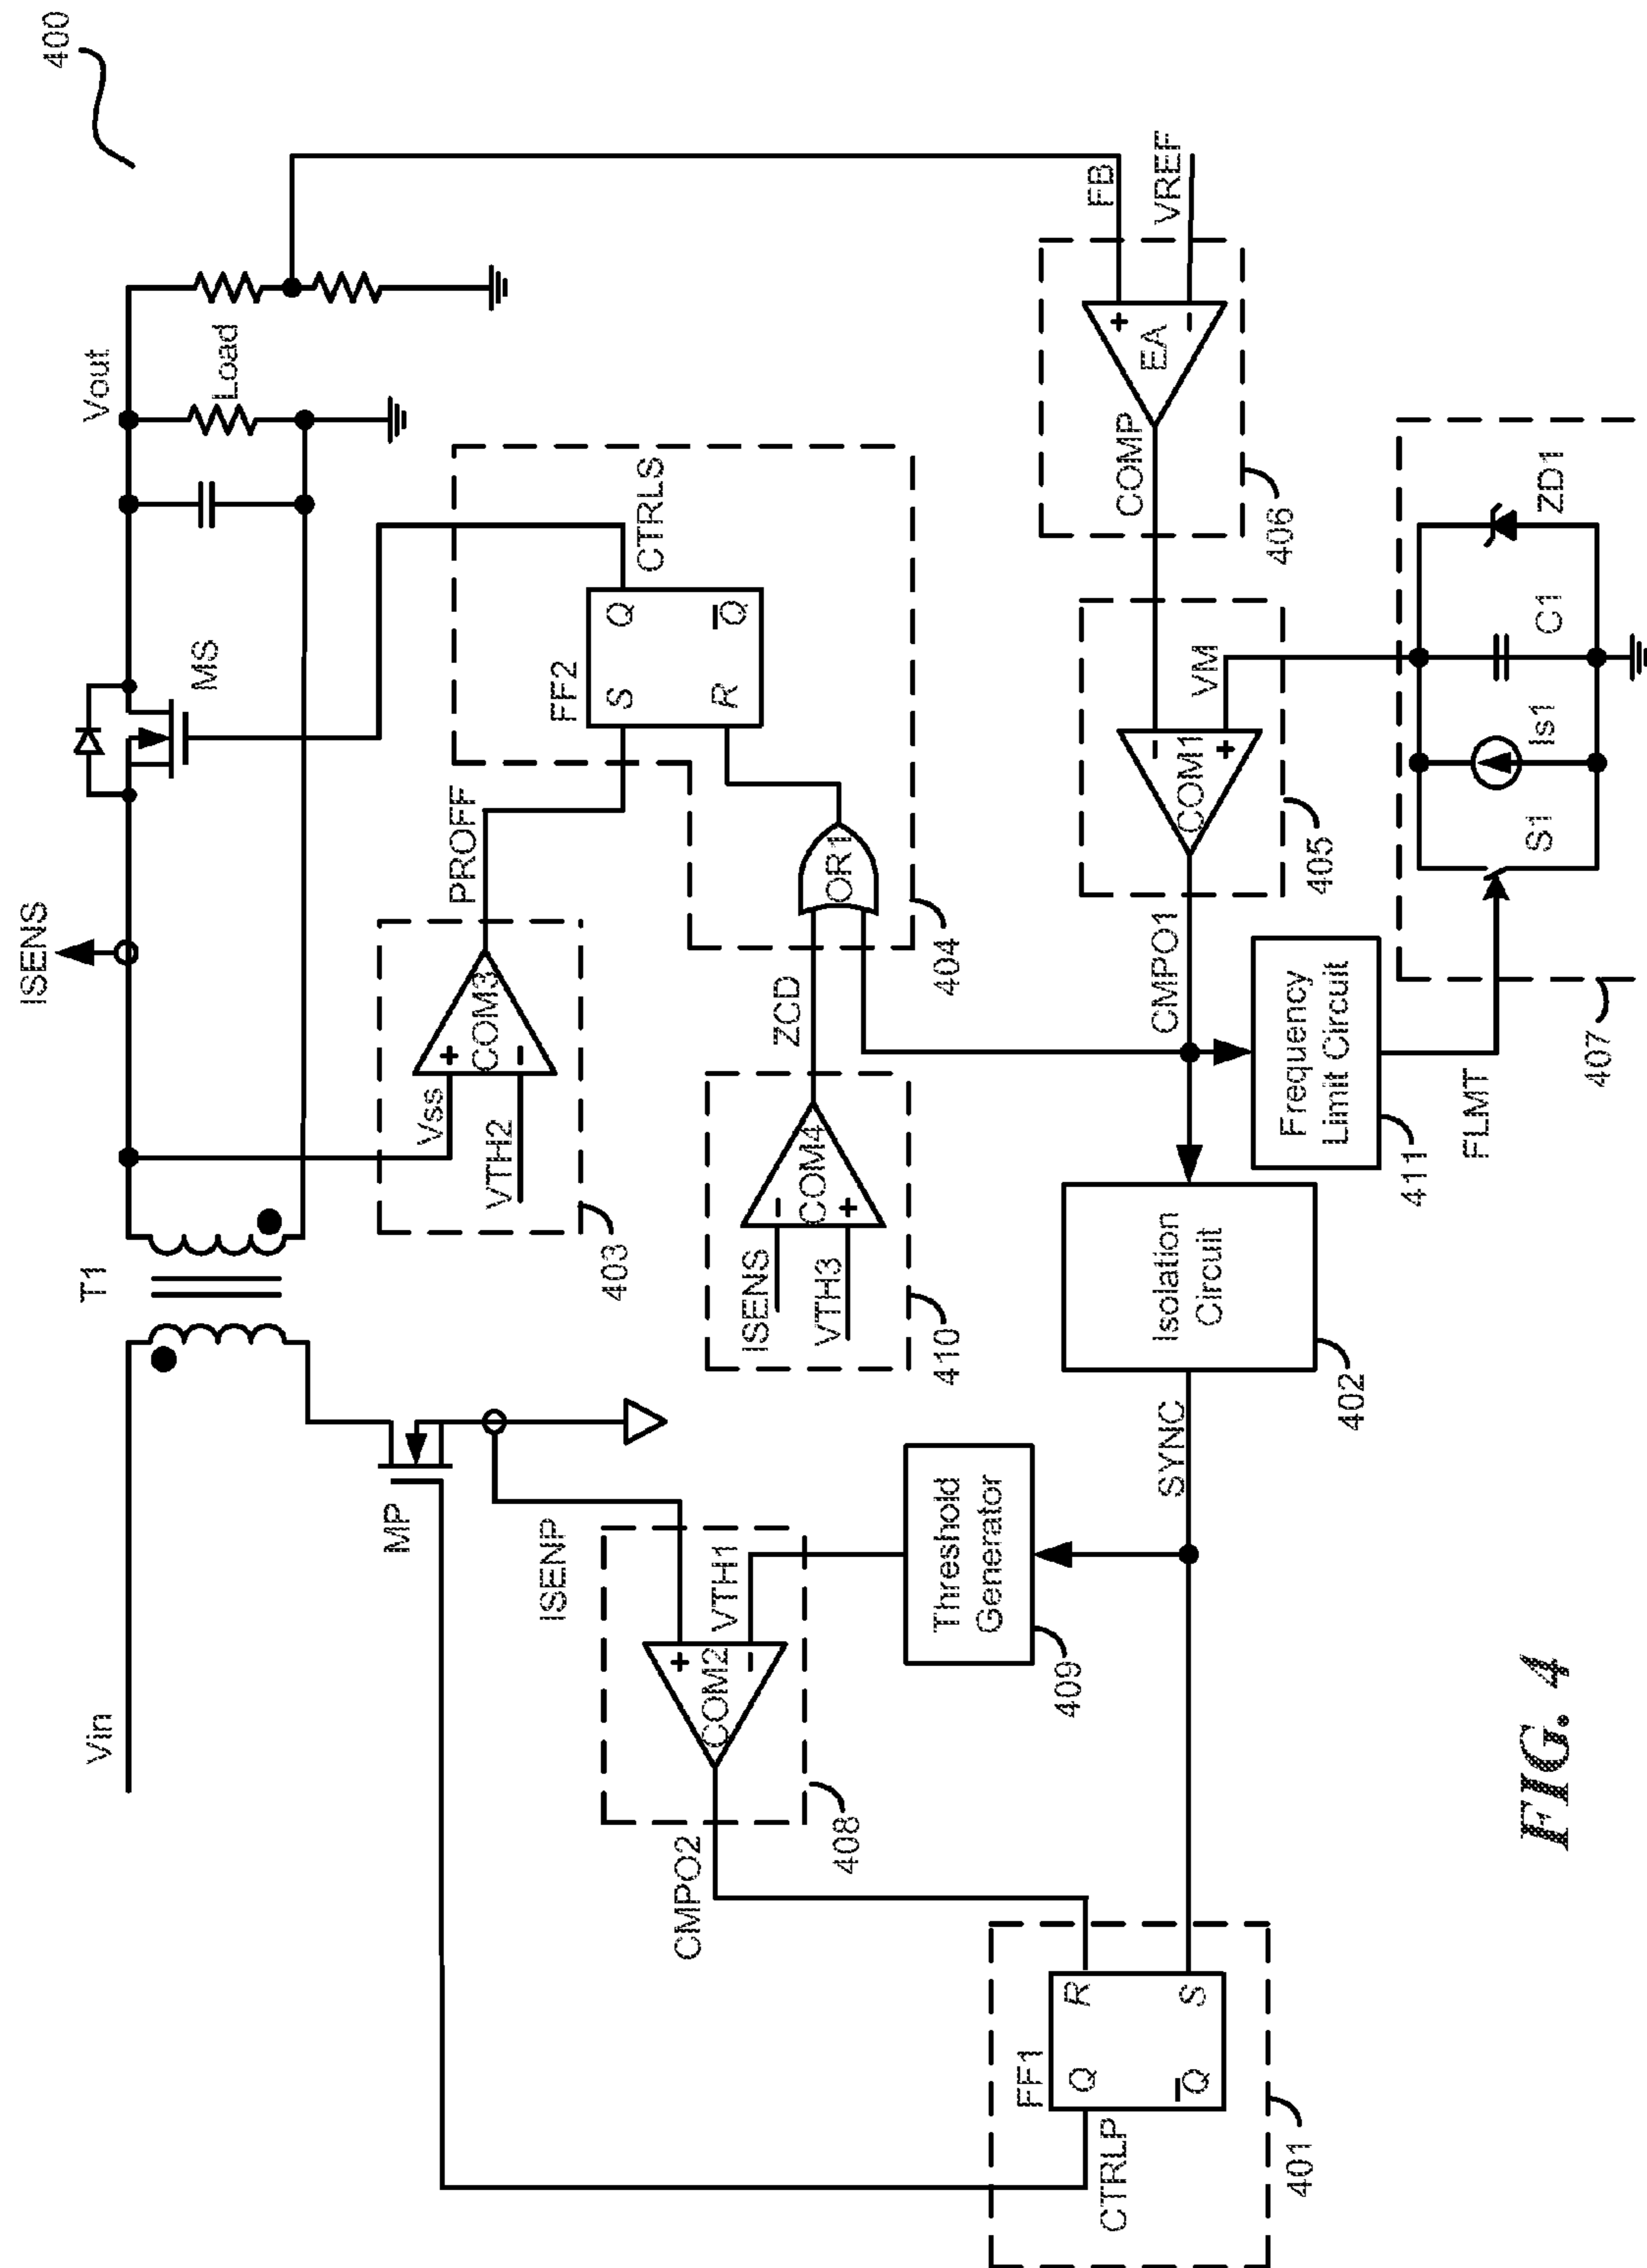 400
Vin
T1
ISENS
Vout
MS
Load
MP
ISENP
Vss
VTH2
COM3
+
-
PROFF
403
FF2
S
Q
R
Q
CTRLS
404
ZCD
OR1
ISENS
VTH3
COM4
-
+
410
CMPO2
COM2
+
-
VTH1
408
Threshold
Generator
409
FF1
Q
R
Q
S
CTRLP
401
SYNC
Isolation
Circuit
402
CMPO1
COM1
-
+
VM
405
COMP
EA
+
-
FB
VREF
406
Frequency
Limit Circuit
411
FLMT
S1
Is1
C1
ZD1
407
FIG. 4